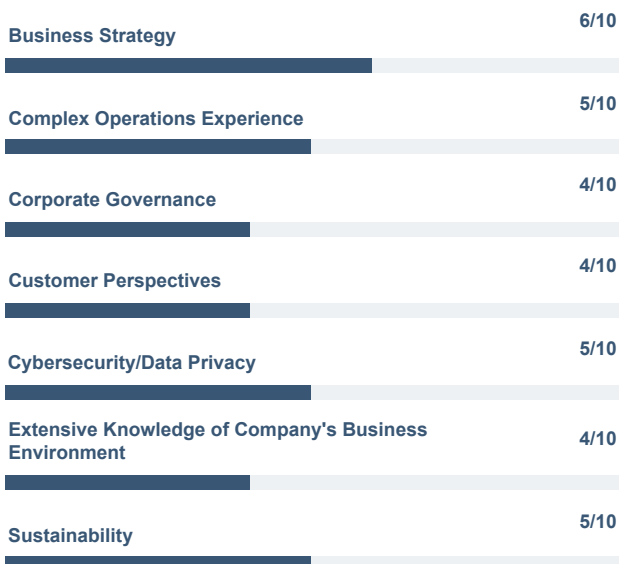 6/10
Business Strategy
5/10
Complex Operations Experience
4/10
Corporate Governance
4/10
Customer Perspectives
5/10
Cybersecurity/Data Privacy
Extensive Knowledge of Company's Business
Environment
4/10
5/10
Sustainability